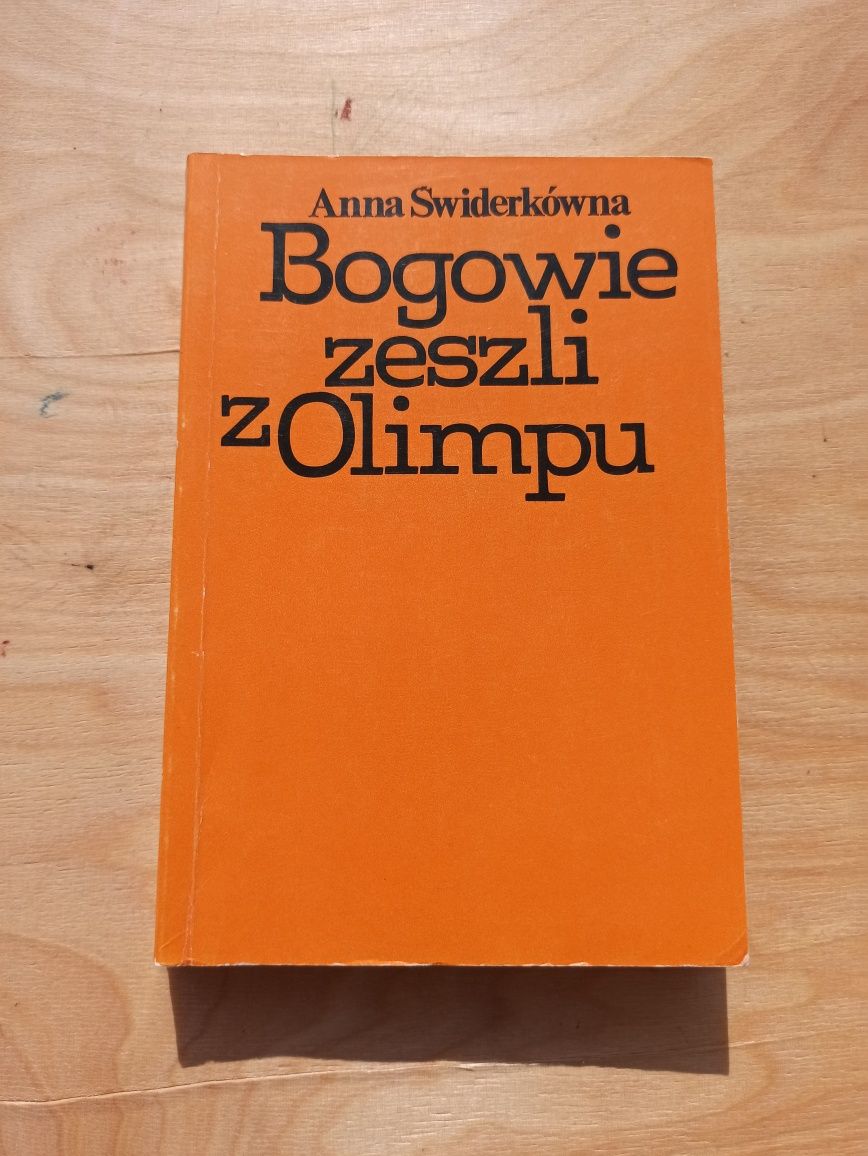 Anna Swiderkówna
Bogowie
zeszli
z Olimpu